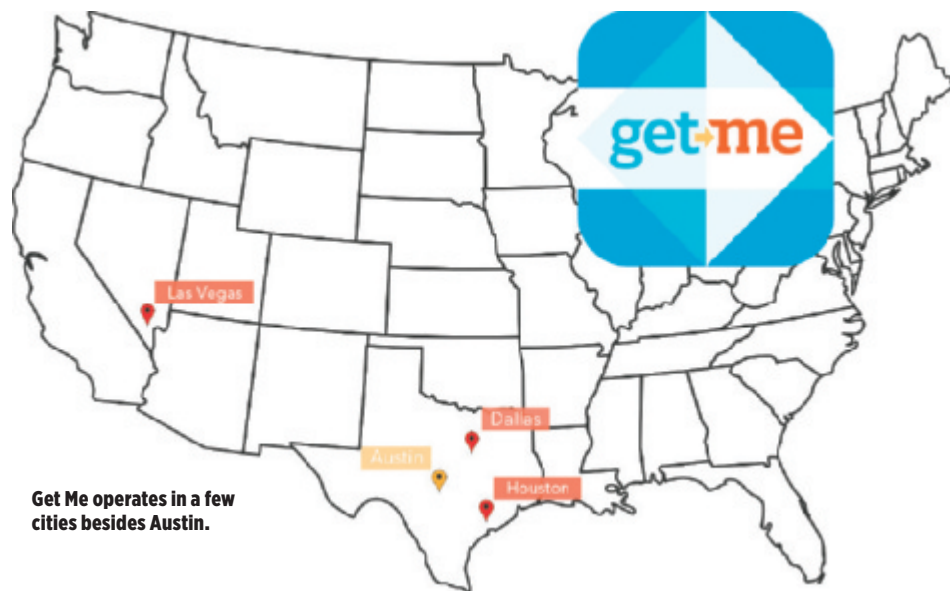 get me
Las Vegas
Dallas
Austin
Houston
Get Me operates in a few
cities besides Austin.